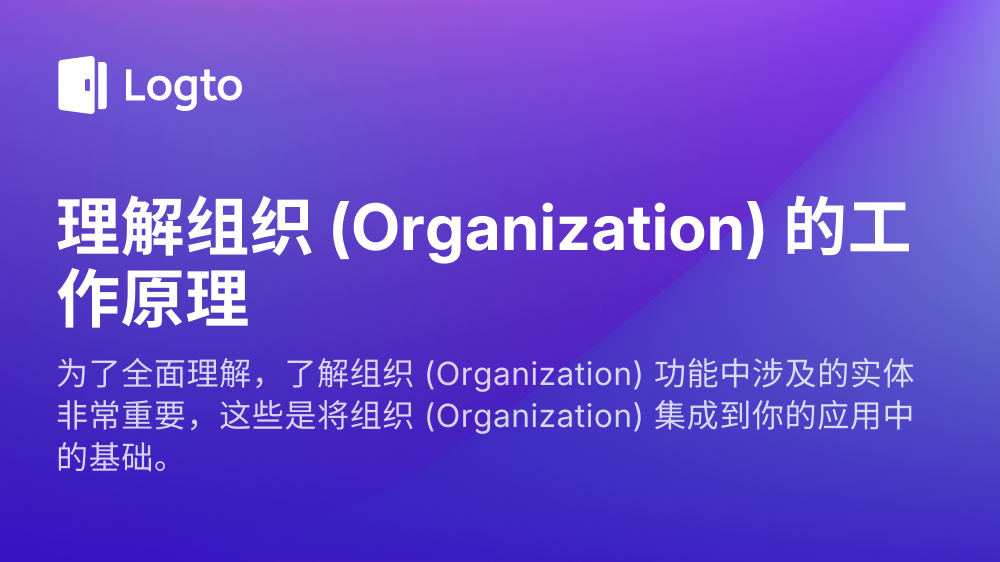 Logto
理解组织 (Organization) 的工
作原理
为了全面理解，了解组织 (Organization) 功能中涉及的实体
非常重要，这些是将组织 (Organization) 集成到你的应用中
的基础。